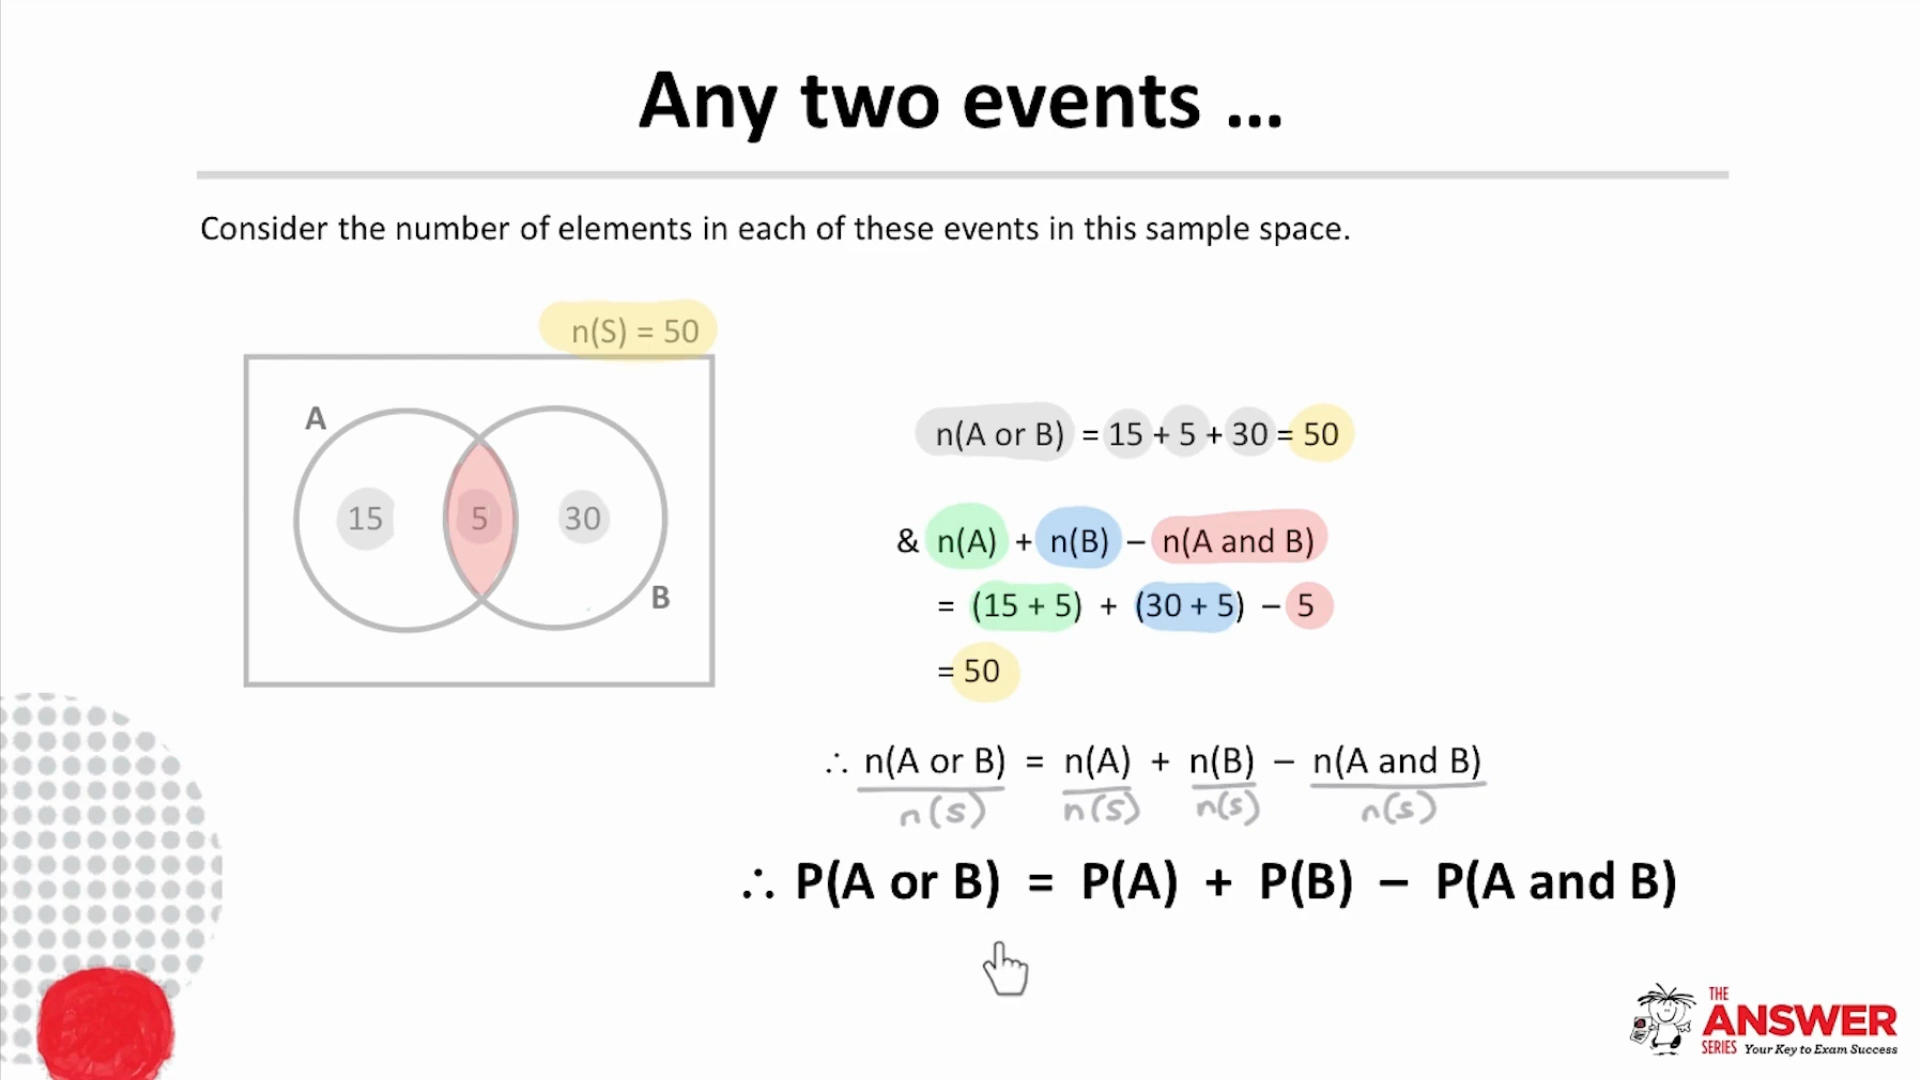 Any two events ...
Consider the number of elements in each of these events in this sample space.
n(S) = 50
A
15
5
30
B
n(A or B) = 15 + 5 + 30 = 50
& n(A) + n(B) − n(A and B)
= (15 + 5) + (30 + 5) − 5
= 50
∴ n(A or B) = n(A) + n(B) − n(A and B)
n(s) n(s) n(s) n(s)
∴ P(A or B) = P(A) + P(B) − P(A and B)
THE
ANSWER
SERIES Your Key to Exam Success